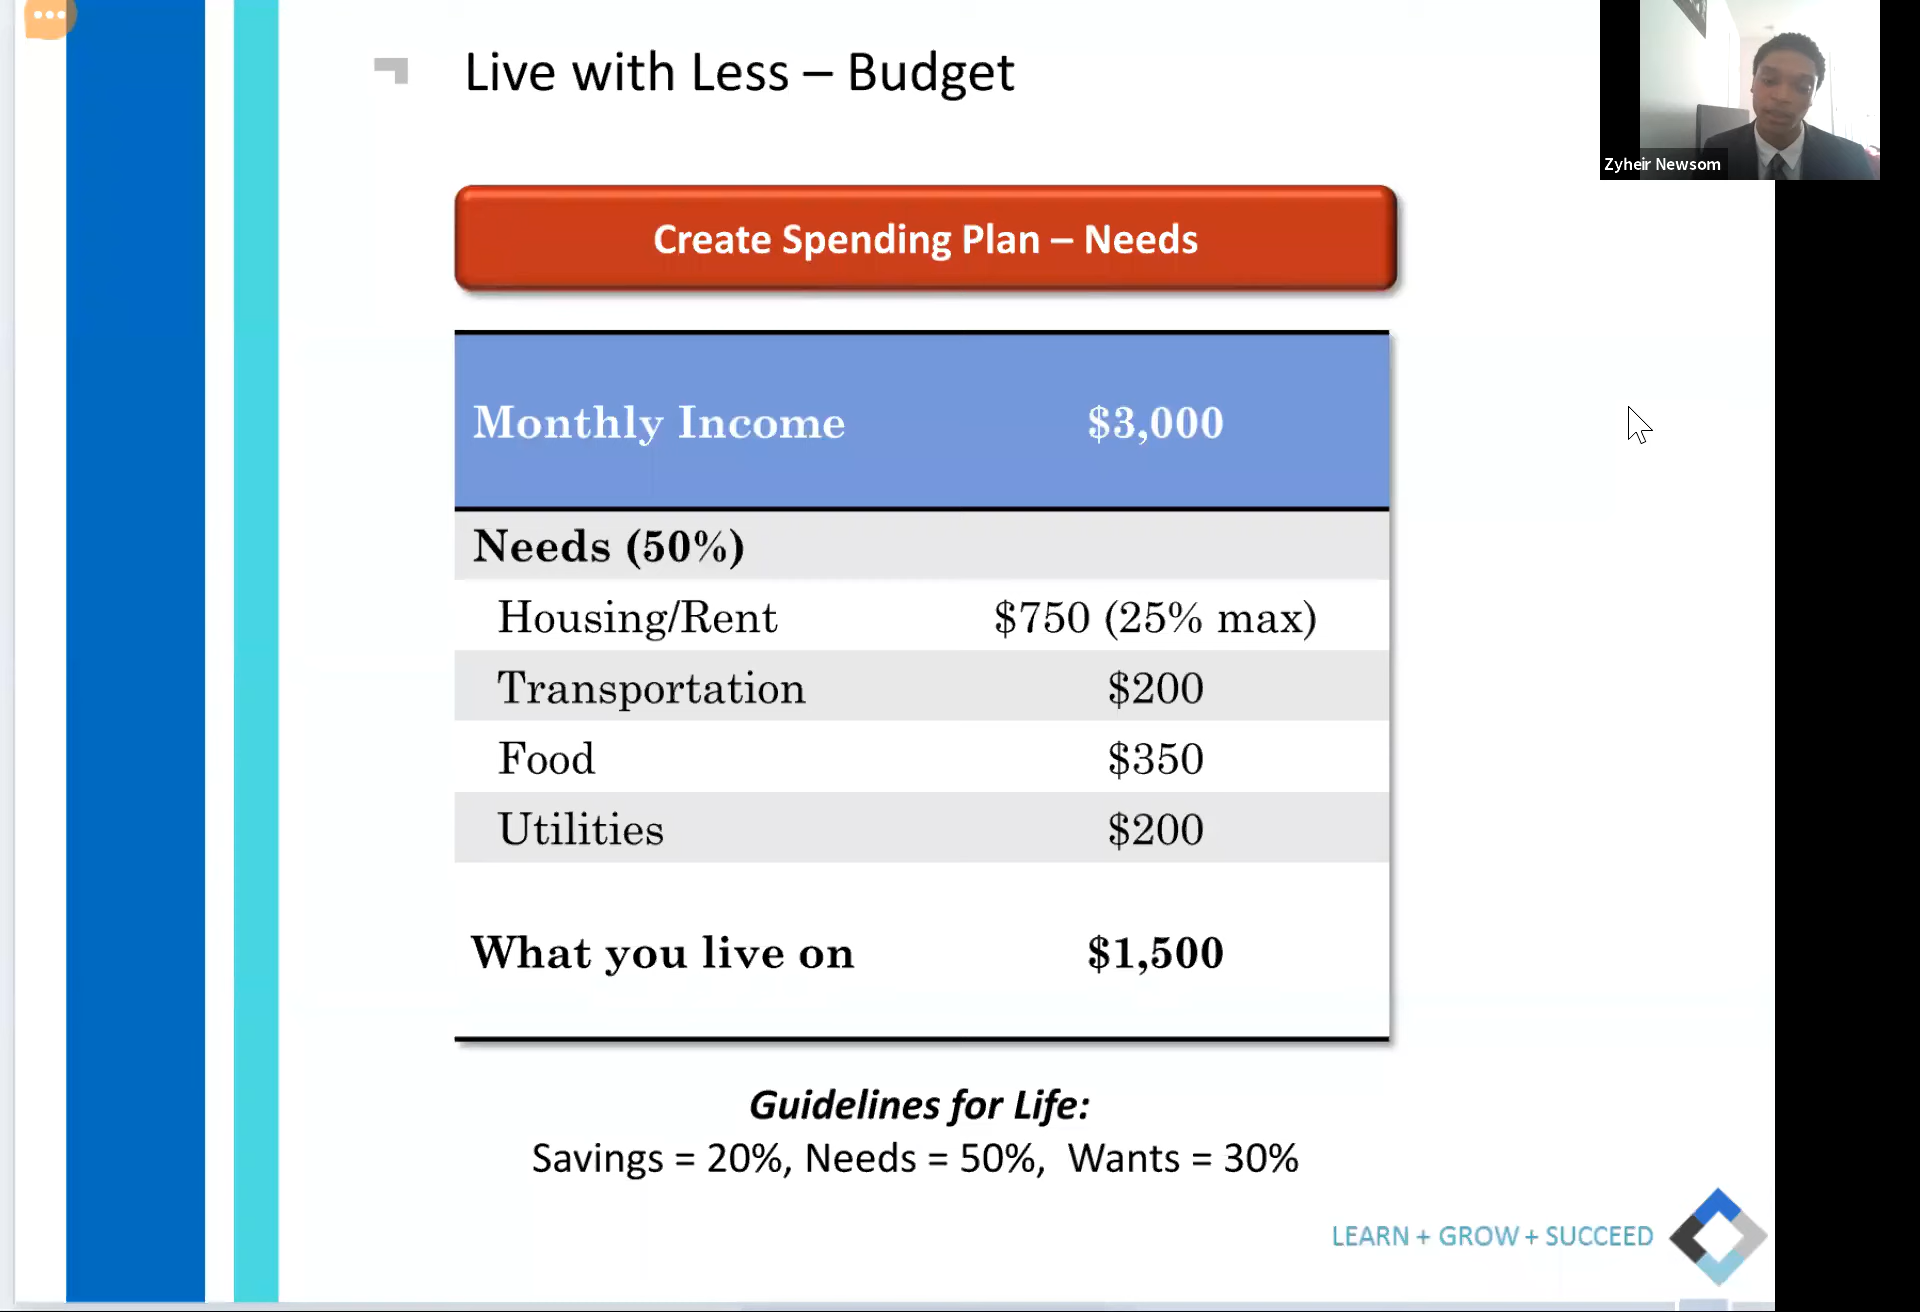 Live with Less – Budget
Zyheir Newsom
Create Spending Plan – Needs
Monthly Income $3,000
Needs (50%)
Housing/Rent $750 (25% max)
Transportation $200
Food $350
Utilities $200
What you live on $1,500
Guidelines for Life:
Savings = 20%, Needs = 50%, Wants = 30%
LEARN + GROW + SUCCEED